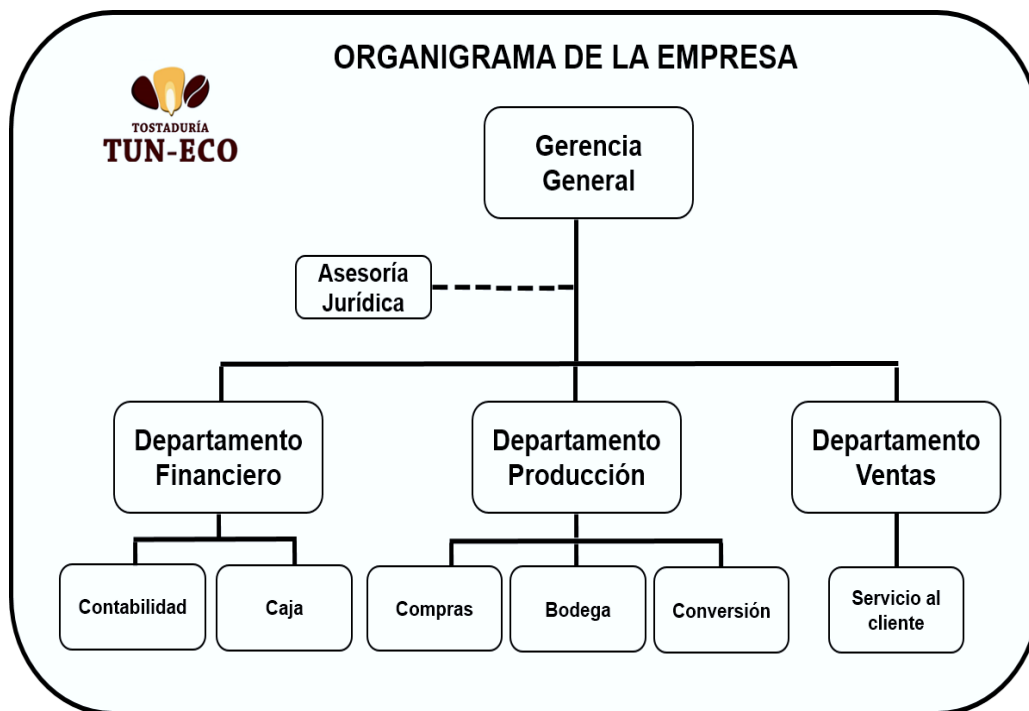 ORGANIGRAMA DE LA EMPRESA
TOSTADURÍA
TUN-ECO
Gerencia
General
Asesoría
Jurídica
Departamento
Financiero
Departamento
Producción
Departamento
Ventas
Contabilidad
Caja
Compras
Bodega
Conversión
Servicio al
cliente